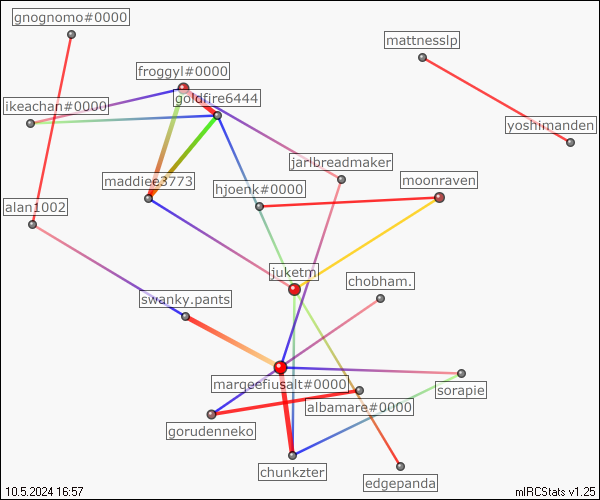 gnognomo#0000
mattnesslp
froggyl#0000
goldfire6444
ikeachan#0000
yoshimanden
jarlbreadmaker
maddiee3773
hjoenk#0000
moonraven
alan1002
juketm
chobham.
swanky.pants
marqeefiusalt#0000
sorapie
albamare#0000
gorudenneko
chunkzter
edgepanda
10.5.2024 16:57
mIRCStats v1.25